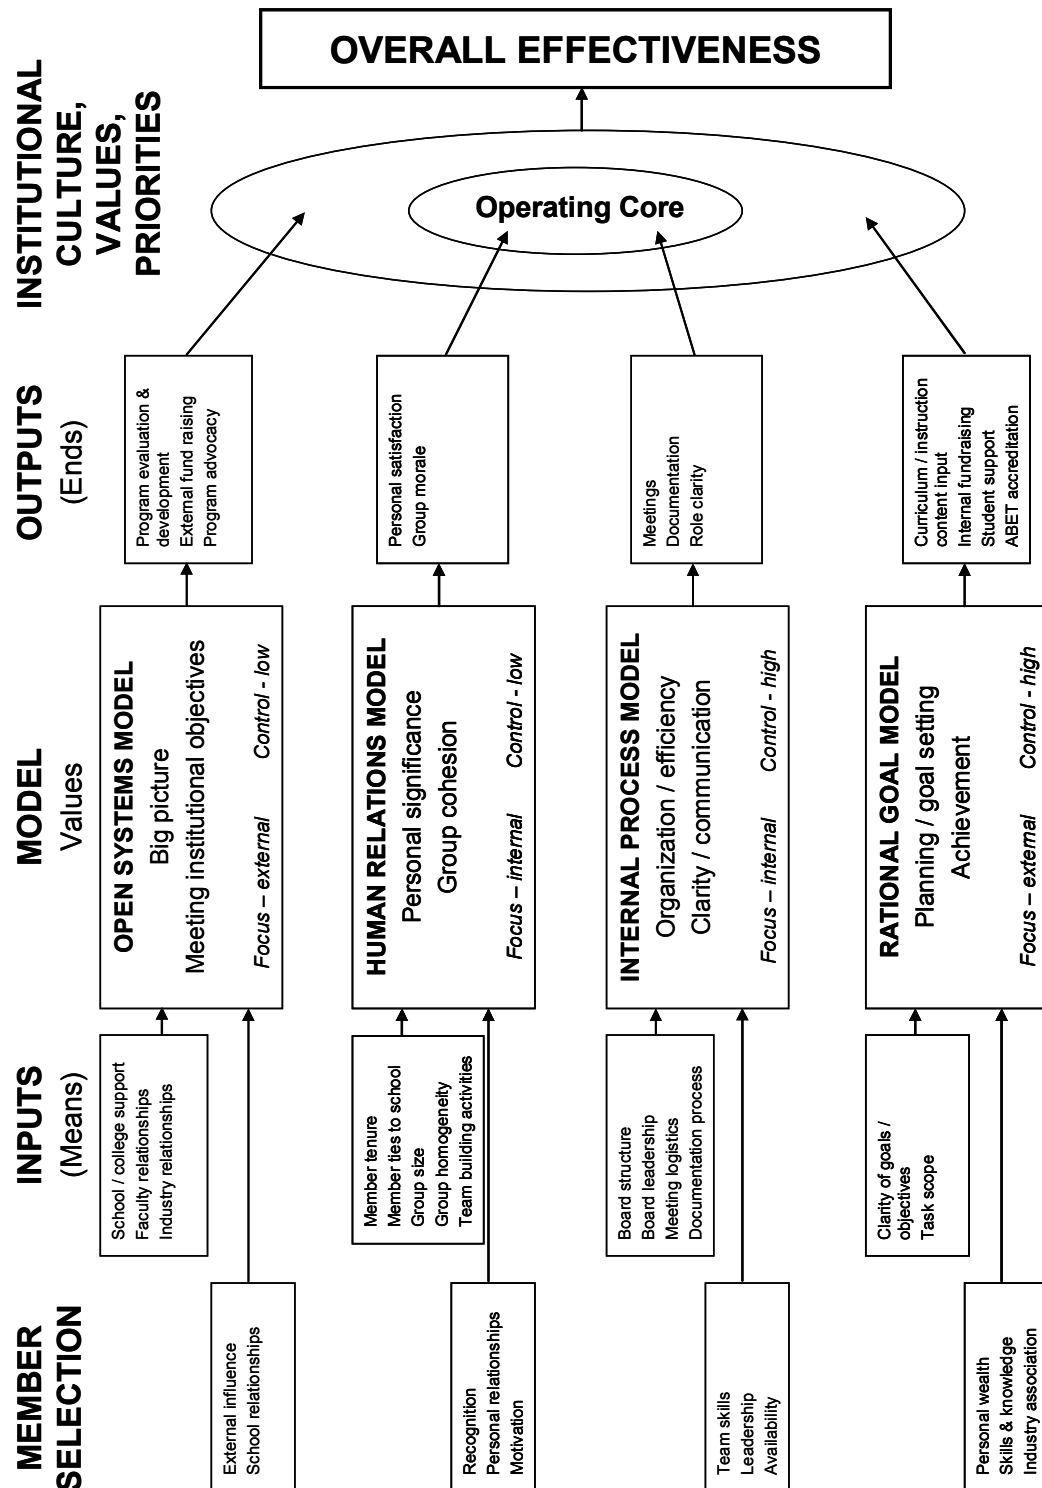 OVERALL EFFECTIVENESS
INSTITUTIONAL
CULTURE,
VALUES,
PRIORITIES
Operating Core
OUTPUTS
(Ends)
Program evaluation &
development
External fund raising
Program advocacy
Personal satisfaction
Group morale
Meetings
Documentation
Role clarity
Curriculum / instruction
content input
Internal fundraising
Student support
ABET accreditation
MODEL
Values
OPEN SYSTEMS MODEL
Big picture
Meeting institutional objectives
Focus – external Control - low
HUMAN RELATIONS MODEL
Personal significance
Group cohesion
Focus – internal Control - low
INTERNAL PROCESS MODEL
Organization / efficiency
Clarity / communication
Focus – internal Control - high
RATIONAL GOAL MODEL
Planning / goal setting
Achievement
Focus – external Control - high
INPUTS
(Means)
School / college support
Faculty relationships
Industry relationships
Member tenure
Member ties to school
Group size
Group homogeneity
Team building activities
Board structure
Board leadership
Meeting logistics
Documentation process
Clarity of goals /
objectives
Task scope
MEMBER
SELECTION
External influence
School relationships
Recognition
Personal relationships
Motivation
Team skills
Leadership
Availability
Personal wealth
Skills & knowledge
Industry association